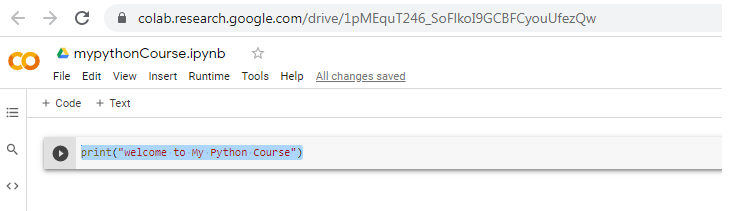 colab.research.google.com/drive/1pMEquT246_SoFlkoI9GCBFCyouUfezQw
mypythonCourse.ipynb
File Edit View Insert Runtime Tools Help All changes saved
+ Code + Text
print("welcome to My Python Course")